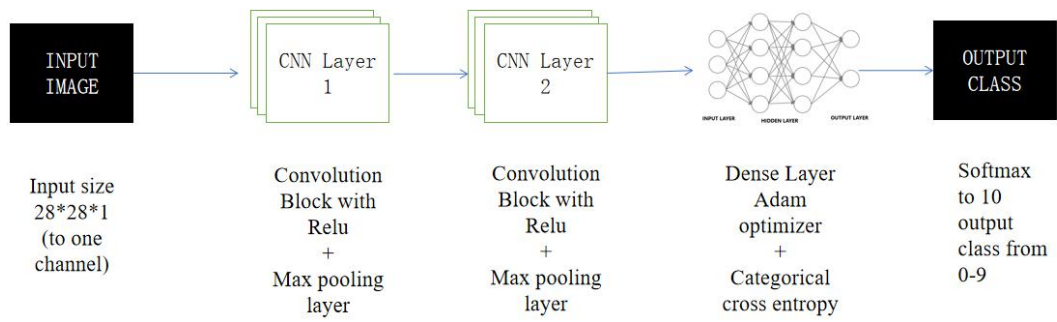 INPUT
IMAGE
CNN Layer
1
CNN Layer
2
INPUT LAYER
HIDDEN LAYER
OUTPUT LAYER
OUTPUT
CLASS
Input size
28*28*1
(to one
channel)
Convolution
Block with
Relu
+
Max pooling
layer
Convolution
Block with
Relu
+
Max pooling
layer
Dense Layer
Adam
optimizer
+
Categorical
cross entropy
Softmax
to 10
output
class from
0-9